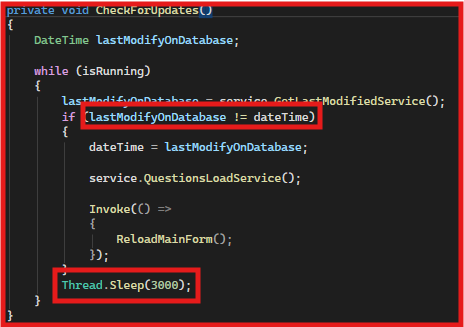 private void CheckForUpdates()
{
DateTime lastModifyOnDatabase;
while (isRunning)
{
lastModifyOnDatabase = service.GetLastModifiedService();
if (lastModifyOnDatabase != dateTime)
{
dateTime = lastModifyOnDatabase;
service.QuestionsLoadService();
Invoke(() =>
{
ReloadMainForm();
});
}
Thread.Sleep(3000);
}
}